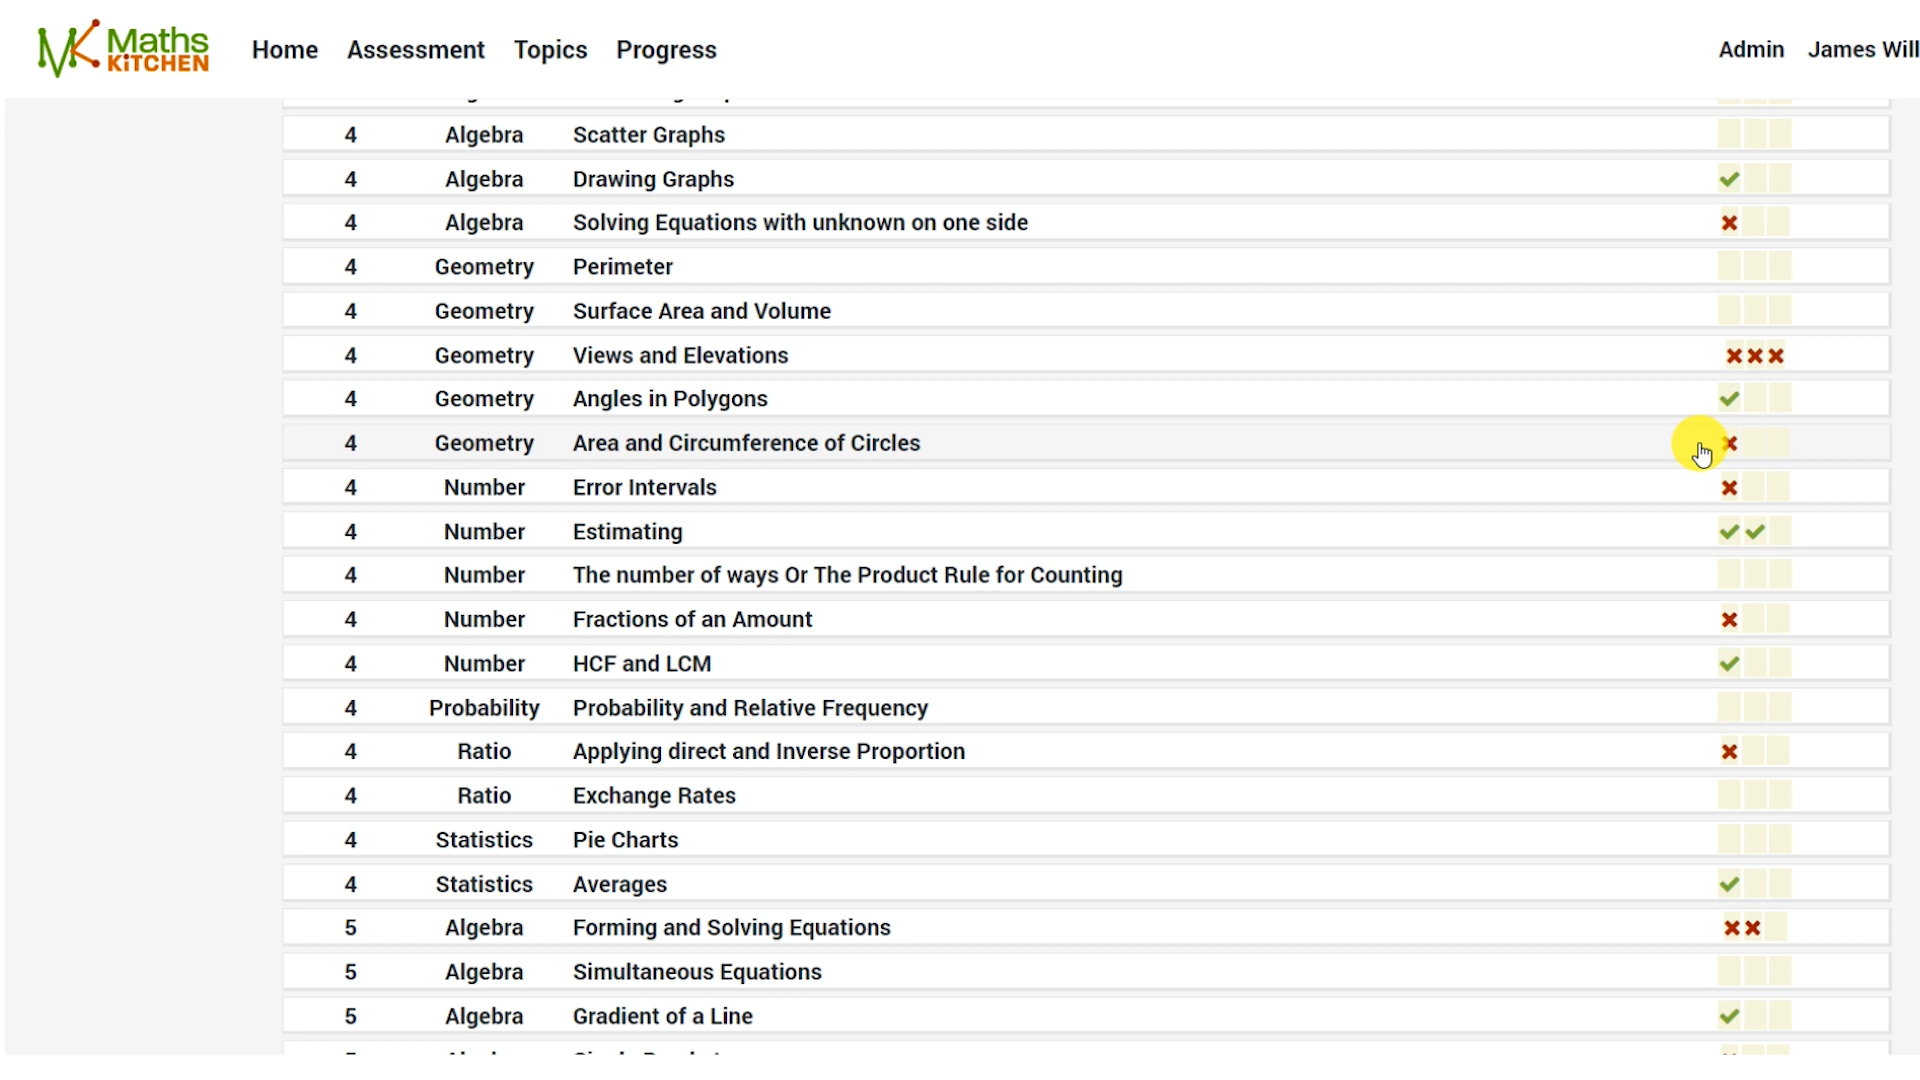 Maths
KiTCHEN
Home Assessment Topics Progress Admin James Will
4 Algebra Scatter Graphs
4 Algebra Drawing Graphs
4 Algebra Solving Equations with unknown on one side
4 Geometry Perimeter
4 Geometry Surface Area and Volume
4 Geometry Views and Elevations
4 Geometry Angles in Polygons
4 Geometry Area and Circumference of Circles
4 Number Error Intervals
4 Number Estimating
4 Number The number of ways Or The Product Rule for Counting
4 Number Fractions of an Amount
4 Number HCF and LCM
4 Probability Probability and Relative Frequency
4 Ratio Applying direct and Inverse Proportion
4 Ratio Exchange Rates
4 Statistics Pie Charts
4 Statistics Averages
5 Algebra Forming and Solving Equations
5 Algebra Simultaneous Equations
5 Algebra Gradient of a Line